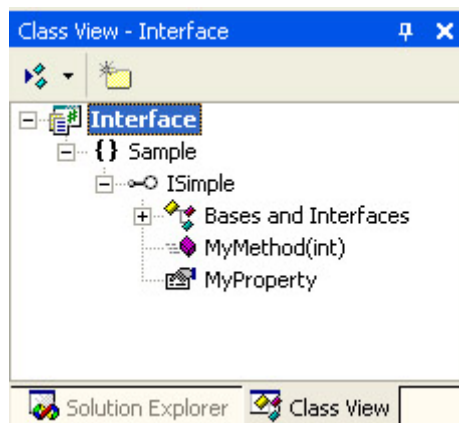 Class View - Interface
Interface
{} Sample
ISimple
Bases and Interfaces
MyMethod(int)
MyProperty
Solution Explorer Class View